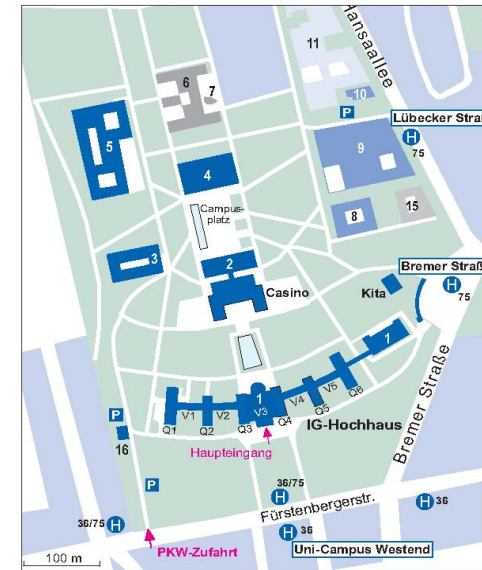 Hansaallee
11
6
7
10
P
Lübecker Straß
H
75
5
9
4
Campus-
platz
8
15
3
2
Casino
Kita
Bremer Straß
H
75
1
V5
V4
Q6
Q5
1
V3
Q4
Q3
V2
V1
Q2
Q1
IG-Hochhaus
Bremer Straße
P
16
Haupteingang
P
36/75
H
Fürstenbergerstr.
H
36
36/75
H
H
36
Uni-Campus Westend
PKW-Zufahrt
100 m